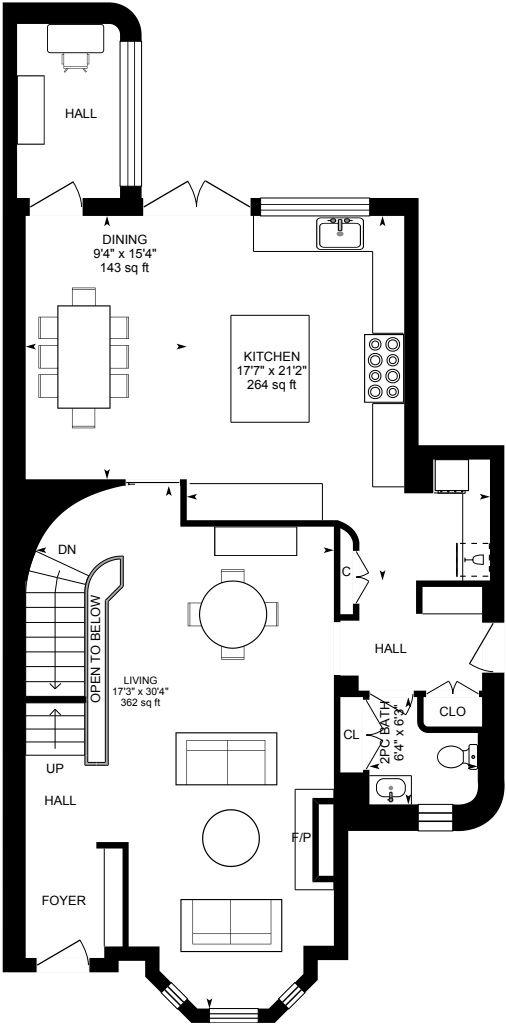 HALL
DINING
9'4" x 15'4"
143 sq ft
KITCHEN
17'7" x 21'2"
264 sq ft
DN
C
OPEN TO BELOW
HALL
LIVING
17'3" x 30'4"
362 sq ft
CLO
CL
2PC BATH
6'4" x 6'3"
UP
HALL
F/P
FOYER